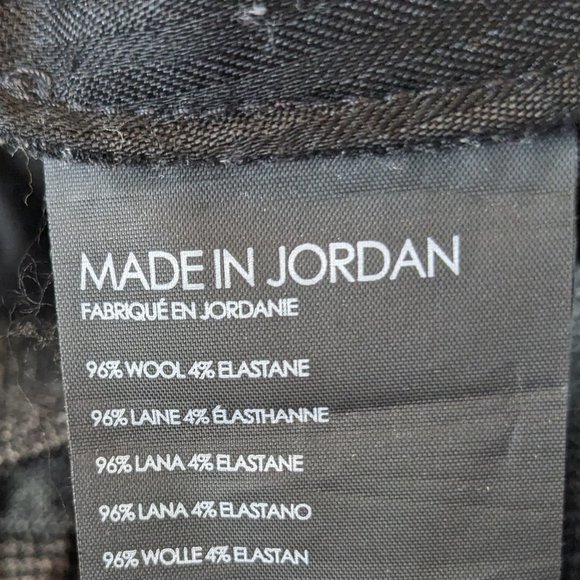 MADE IN JORDAN
FABRIQUÉ EN JORDANIE
96% WOOL 4% ELASTANE
96% LAINE 4% ÉLASTHANNE
96% LANA 4% ELASTANE
96% LANA 4% ELASTANO
96% WOLLE 4% ELASTAN